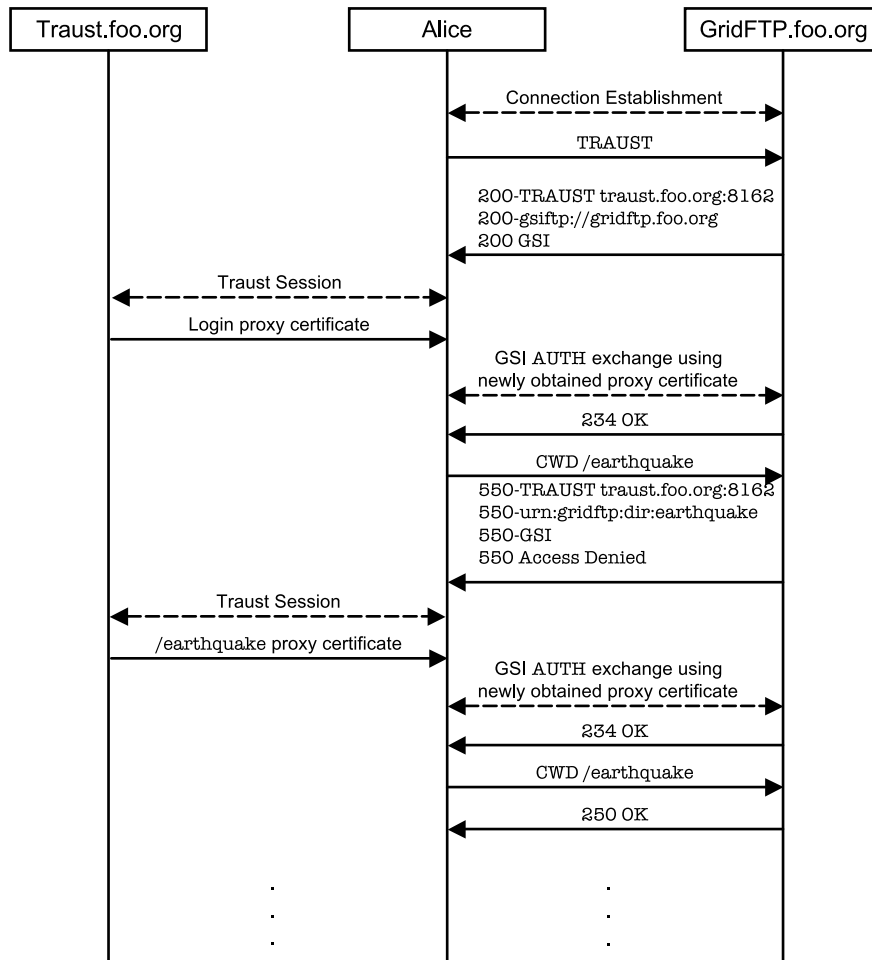 Traust.foo.org
Alice
GridFTP.foo.org
Connection Establishment
TRAUST
200-TRAUST traust.foo.org:8162
200-gsiftp://gridftp.foo.org
200 GSI
Traust Session
Login proxy certificate
GSI AUTH exchange using
newly obtained proxy certificate
234 OK
CWD /earthquake
550-TRAUST traust.foo.org:8162
550-urn:gridftp:dir:earthquake
550-GSI
550 Access Denied
Traust Session
/earthquake proxy certificate
GSI AUTH exchange using
newly obtained proxy certificate
234 OK
CWD /earthquake
250 OK